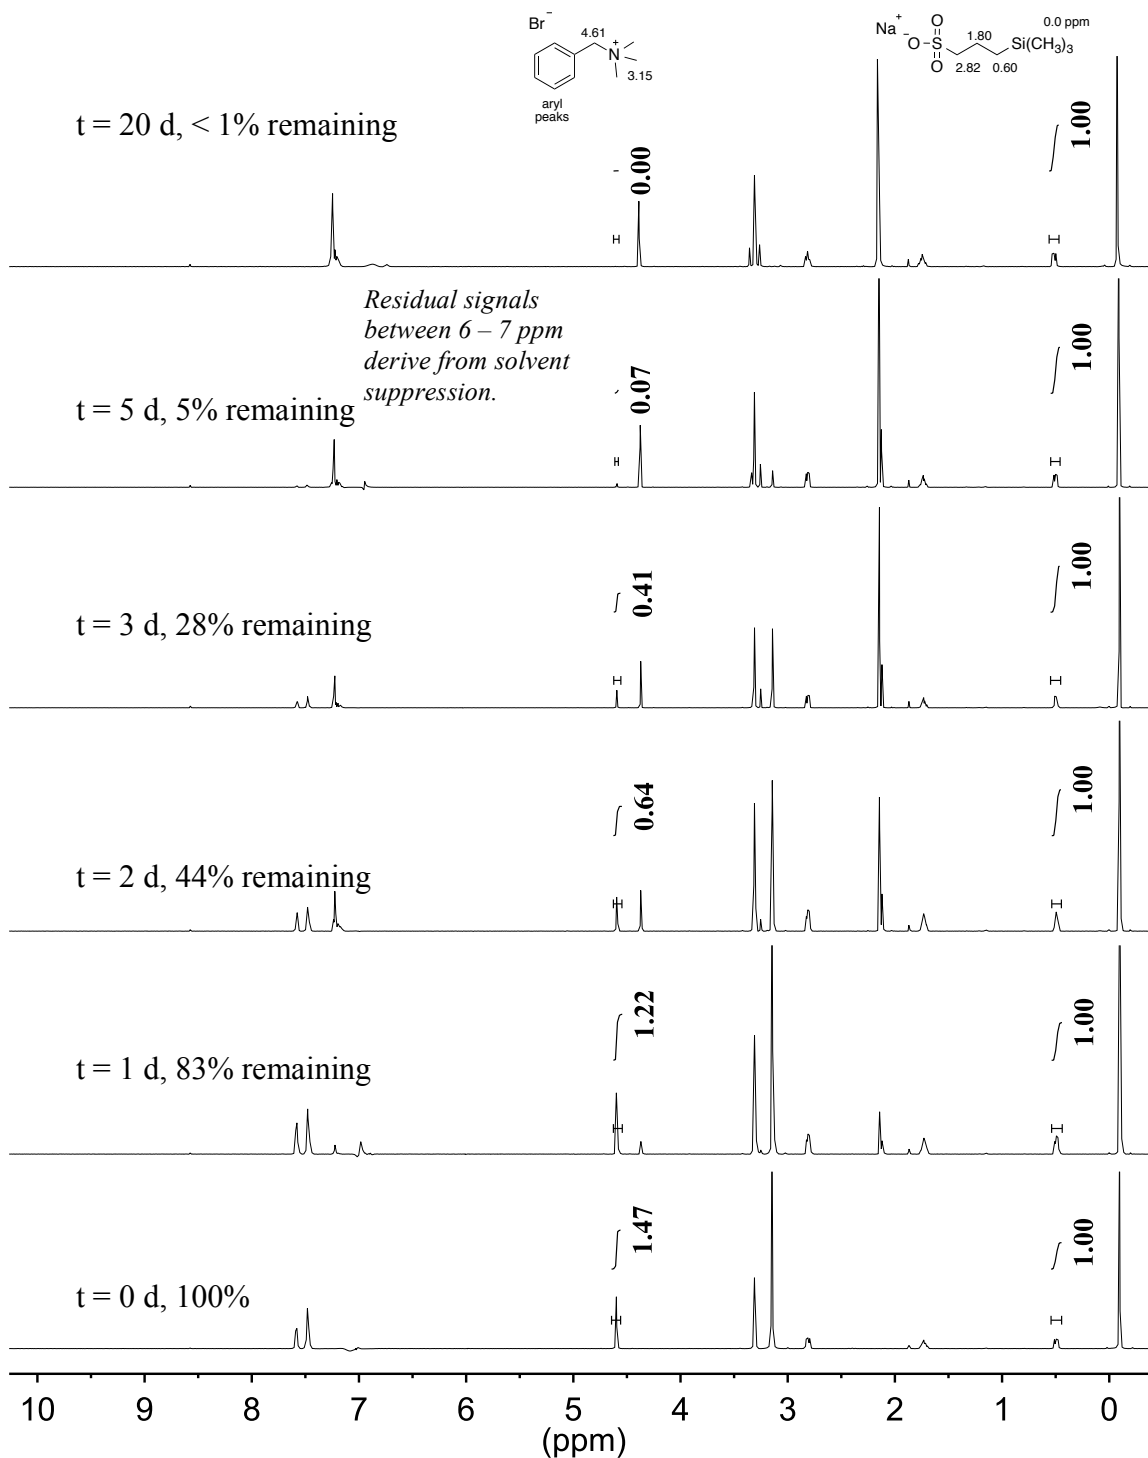 Br−
4.61
N+
3.15
aryl
peaks
Na+
−O
O
S
O
1.80
2.82
0.60
0.0 ppm
Si(CH3)3
t = 20 d, < 1% remaining
0.00
1.00
Residual signals
between 6 – 7 ppm
derive from solvent
suppression.
t = 5 d, 5% remaining
0.07
1.00
t = 3 d, 28% remaining
0.41
1.00
t = 2 d, 44% remaining
0.64
1.00
t = 1 d, 83% remaining
1.22
1.00
t = 0 d, 100%
1.47
1.00
10 9 8 7 6 5 4 3 2 1 0
(ppm)